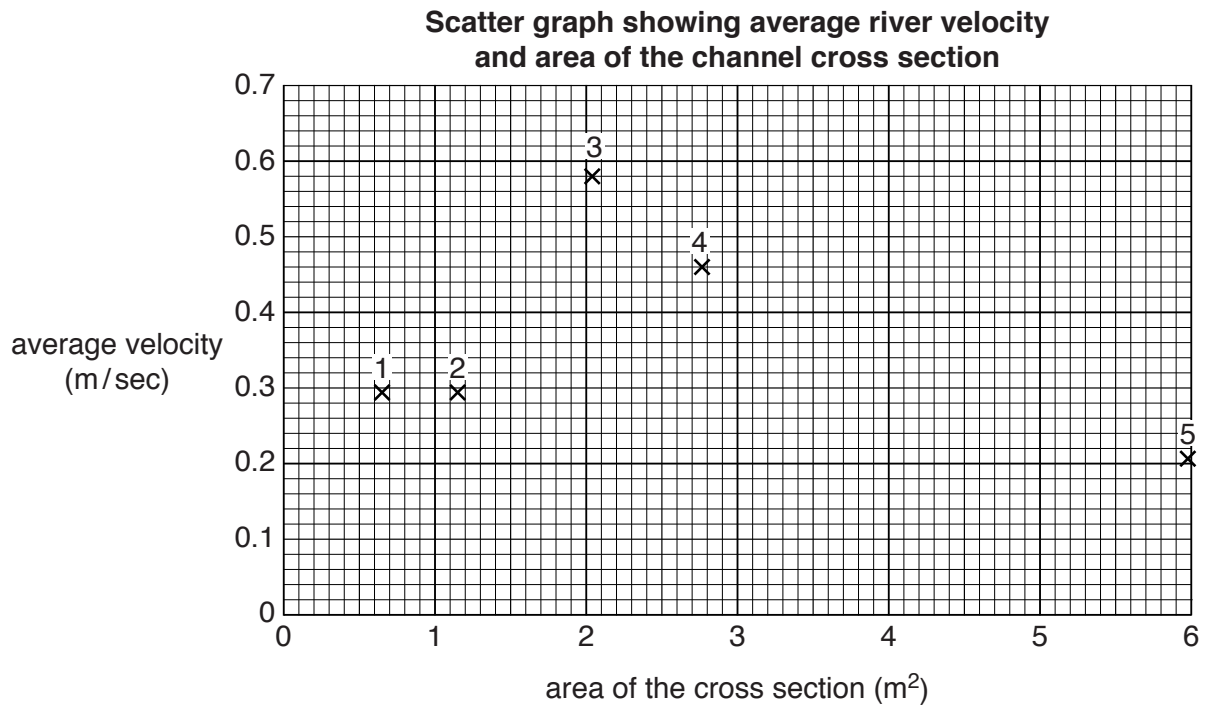 Scatter graph showing average river velocity
and area of the channel cross section
0.7
0.6
0.5
0.4
0.3
0.2
0.1
0
average velocity
(m/sec)
3
4
1 2
5
0 1 2 3 4 5 6
area of the cross section (m²)